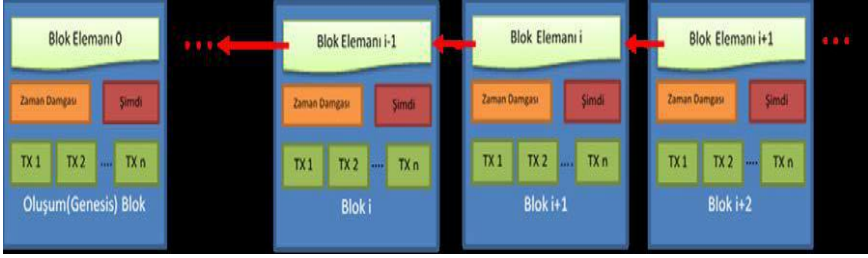 Blok Elemanı 0
Zaman Damgası
Şimdi
TX 1
TX 2
....
TX n
Oluşum(Genesis) Blok
Blok Elemanı i-1
Zaman Damgası
Şimdi
TX 1
TX 2
....
TX n
Blok i
Blok Elemanı i
Zaman Damgası
Şimdi
TX 1
TX 2
....
TX n
Blok i+1
Blok Elemanı i+1
Zaman Damgası
Şimdi
TX 1
TX 2
....
TX n
Blok i+2